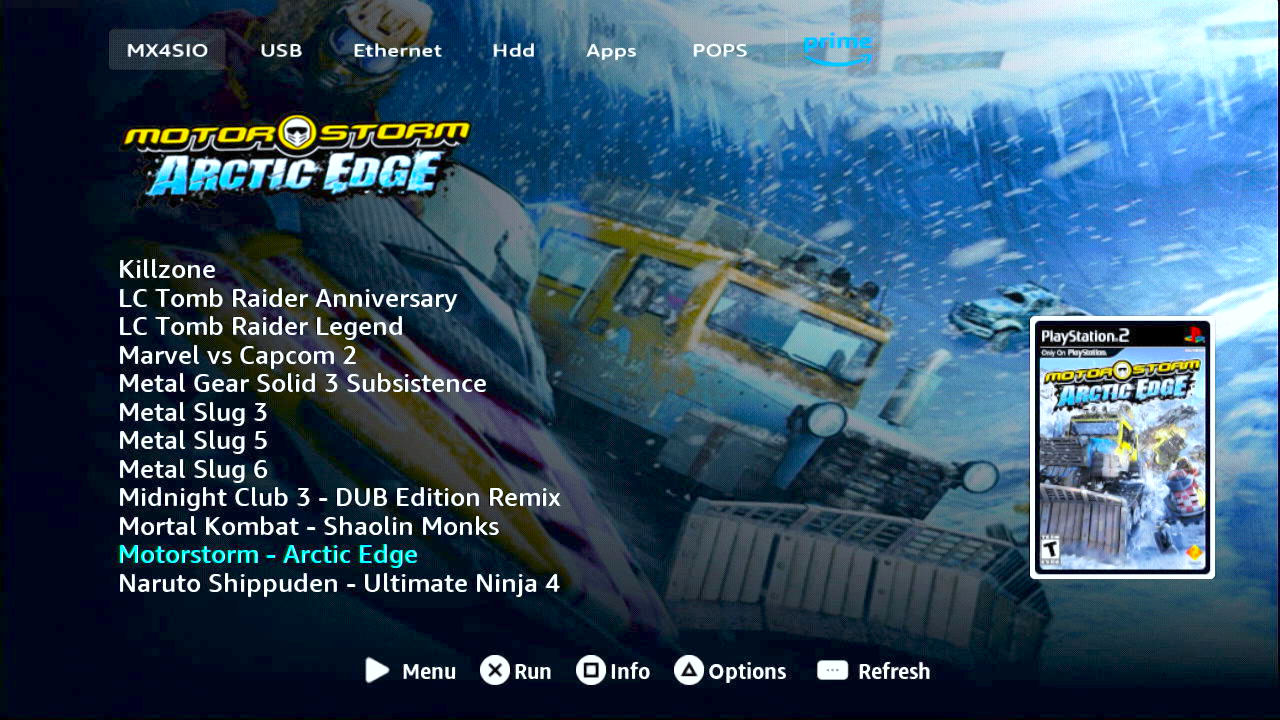 MX4SIO USB Ethernet Hdd Apps POPS prime
MOTORSTORM
ARCTIC EDGE
Killzone
LC Tomb Raider Anniversary
LC Tomb Raider Legend
Marvel vs Capcom 2
Metal Gear Solid 3 Subsistence
Metal Slug 3
Metal Slug 5
Metal Slug 6
Midnight Club 3 - DUB Edition Remix
Mortal Kombat - Shaolin Monks
Motorstorm - Arctic Edge
Naruto Shippuden - Ultimate Ninja 4
PlayStation 2
Only On PlayStation
MOTORSTORM
ARCTIC EDGE
TEEN
T
Menu Run Info Options Refresh